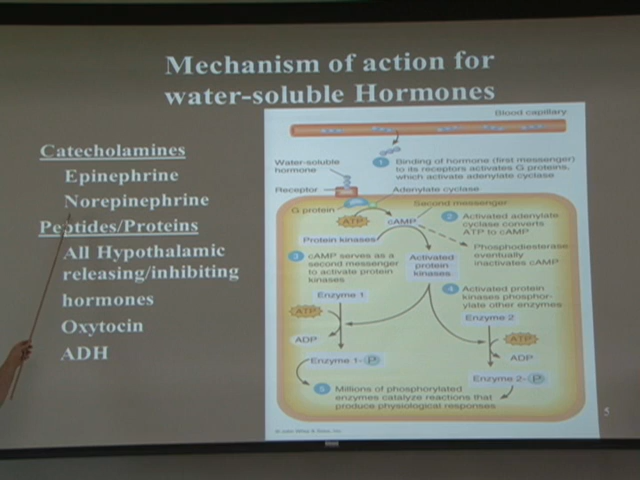 Mechanism of action for
water-soluble Hormones
Catecholamines
Epinephrine
Norepinephrine
Peptides/Proteins
All Hypothalamic
releasing/inhibiting
hormones
Oxytocin
ADH
Blood capillary
Water-soluble
hormone
Receptor
1 Binding of hormone (first messenger)
to its receptors activates G proteins,
which activate adenylate cyclase
Adenylate cyclase
G protein
Second messenger
ATP
cAMP
2 Activated adenylate
cyclase converts
ATP to cAMP
Protein kinases
Phosphodiesterase
eventually
inactivates cAMP
3 cAMP serves as a
second messenger
to activate protein
kinases
Activated
protein
kinases
4 Activated protein
kinases phosphor-
ylate other enzymes
Enzyme 1
Enzyme 2
ATP
ADP
ATP
ADP
Enzyme 1- P
Enzyme 2- P
5 Millions of phosphorylated
enzymes catalyze reactions that
produce physiological responses
5